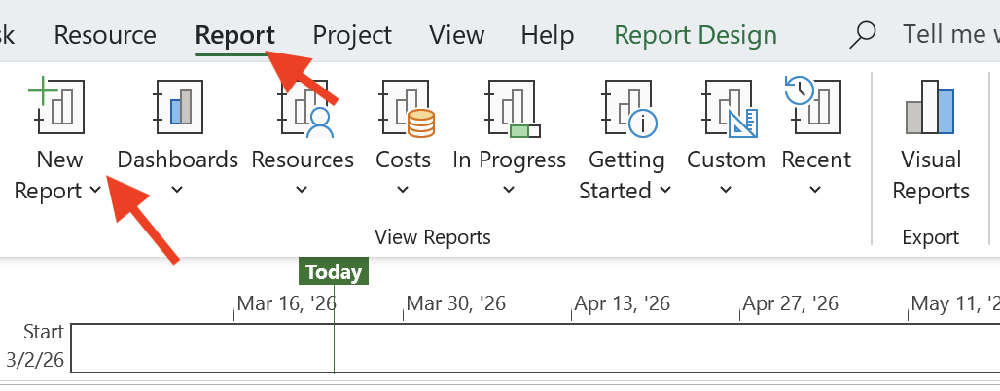 Resource Report Project View Help Report Design Tell me
New Report
Dashboards
Resources
Costs
In Progress
Getting Started
Custom
Recent
Visual Reports
View Reports
Export
Today
Mar 16, '26 Mar 30, '26 Apr 13, '26 Apr 27, '26 May 11,
Start
3/2/26